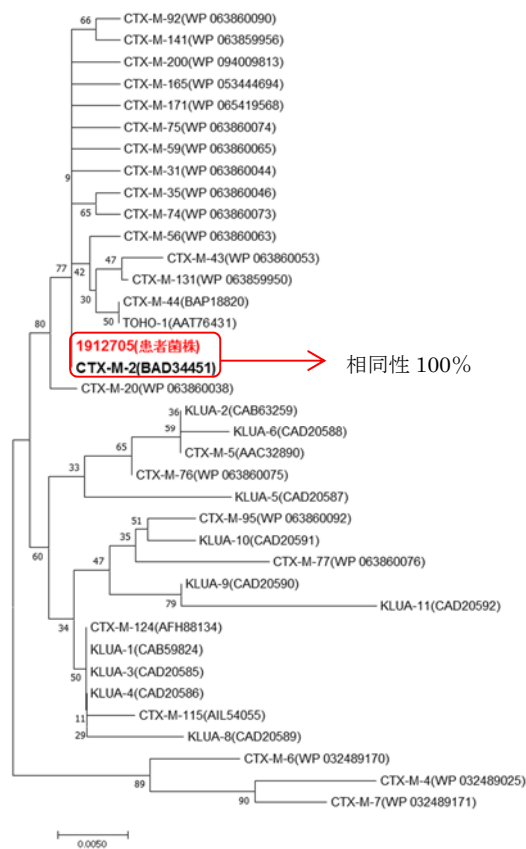 66
CTX-M-92(WP 063860090)
CTX-M-141(WP 063859956)
CTX-M-200(WP 094009813)
CTX-M-165(WP 053444694)
CTX-M-171(WP 065419568)
CTX-M-75(WP 063860074)
CTX-M-59(WP 063860065)
CTX-M-31(WP 063860044)
9
CTX-M-35(WP 063860046)
65
CTX-M-74(WP 063860073)
CTX-M-56(WP 063860063)
77
42
47
CTX-M-43(WP 063860053)
CTX-M-131(WP 063859950)
30
CTX-M-44(BAP18820)
50
TOHO-1(AAT76431)
80
1912705(患者菌株)
CTX-M-2(BAD34451)
相同性 100%
CTX-M-20(WP 063860038)
36
KLUA-2(CAB63259)
59
KLUA-6(CAD20588)
65
CTX-M-5(AAC32890)
33
CTX-M-76(WP 063860075)
KLUA-5(CAD20587)
51
CTX-M-95(WP 063860092)
35
KLUA-10(CAD20591)
60
47
CTX-M-77(WP 063860076)
KLUA-9(CAD20590)
79
KLUA-11(CAD20592)
34
CTX-M-124(AFH88134)
KLUA-1(CAB59824)
50
KLUA-3(CAD20585)
KLUA-4(CAD20586)
11
CTX-M-115(AIL54055)
29
KLUA-8(CAD20589)
CTX-M-6(WP 032489170)
89
CTX-M-4(WP 032489025)
90
CTX-M-7(WP 032489171)
0.0050